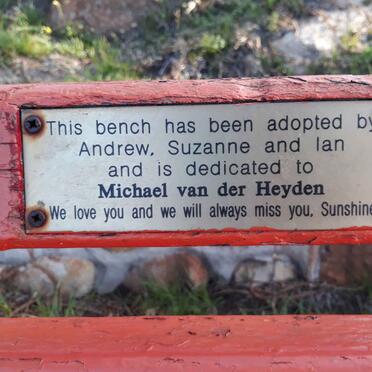 This bench has been adopted by
Andrew, Suzanne and Ian
and is dedicated to
Michael van der Heyden
We love you and we will always miss you, Sunshine